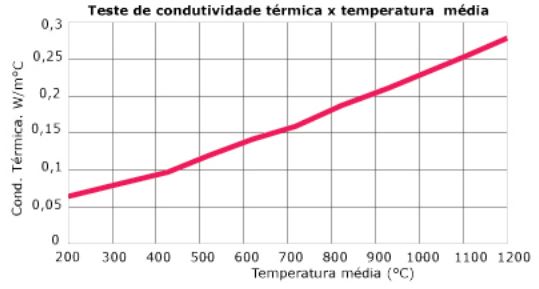 Teste de condutividade térmica x temperatura média
Cond. Térmica. W/m°C
0,3
0,25
0,2
0,15
0,1
0,05
0
200 300 400 500 600 700 800 900 1000 1100 1200
Temperatura média (°C)